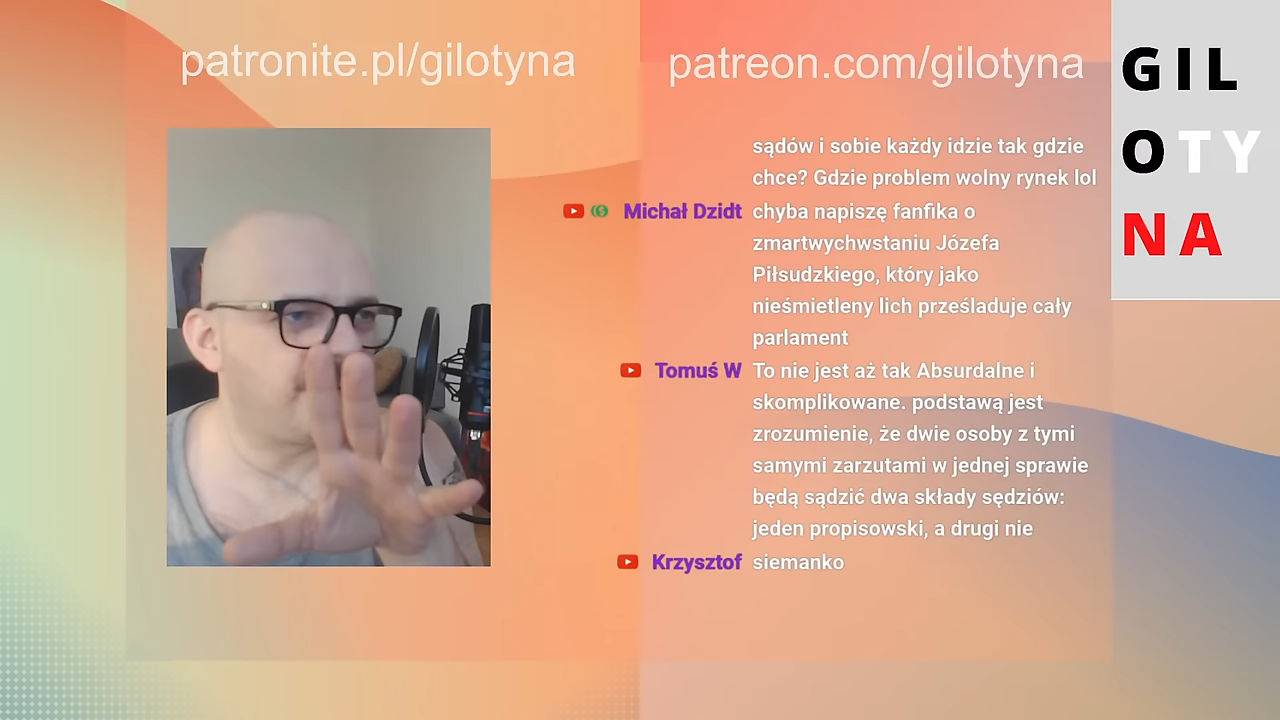 patronite.pl/gilotyna
patreon.com/gilotyna
GIL
OTY
NA
sądów i sobie każdy idzie tak gdzie
chce? Gdzie problem wolny rynek lol
Michał Dzidt chyba napiszę fanfika o
zmartwychwstaniu Józefa
Piłsudzkiego, który jako
nieśmietleny lich prześladuje cały
parlament
Tomuś W To nie jest aż tak Absurdalne i
skomplikowane. podstawą jest
zrozumienie, że dwie osoby z tymi
samymi zarzutami w jednej sprawie
będą sądzić dwa składy sędziów:
jeden propisowski, a drugi nie
Krzysztof siemanko